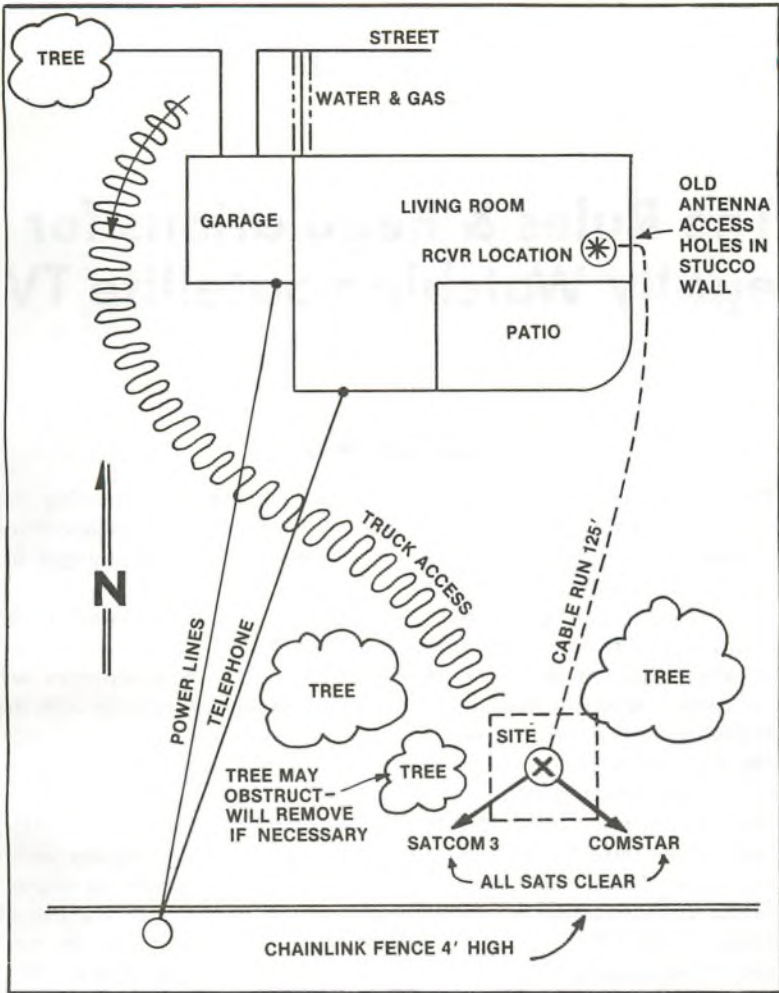 STREET
TREE
WATER & GAS
OLD
ANTENNA
ACCESS
HOLES IN
STUCCO
WALL
GARAGE
LIVING ROOM
RCVR LOCATION
PATIO
TRUCK ACCESS
N
POWER LINES
TELEPHONE
CABLE RUN 125'
TREE
TREE
SITE
TREE
TREE MAY
OBSTRUCT–
WILL REMOVE
IF NECESSARY
SATCOM 3
COMSTAR
ALL SATS CLEAR
CHAINLINK FENCE 4' HIGH